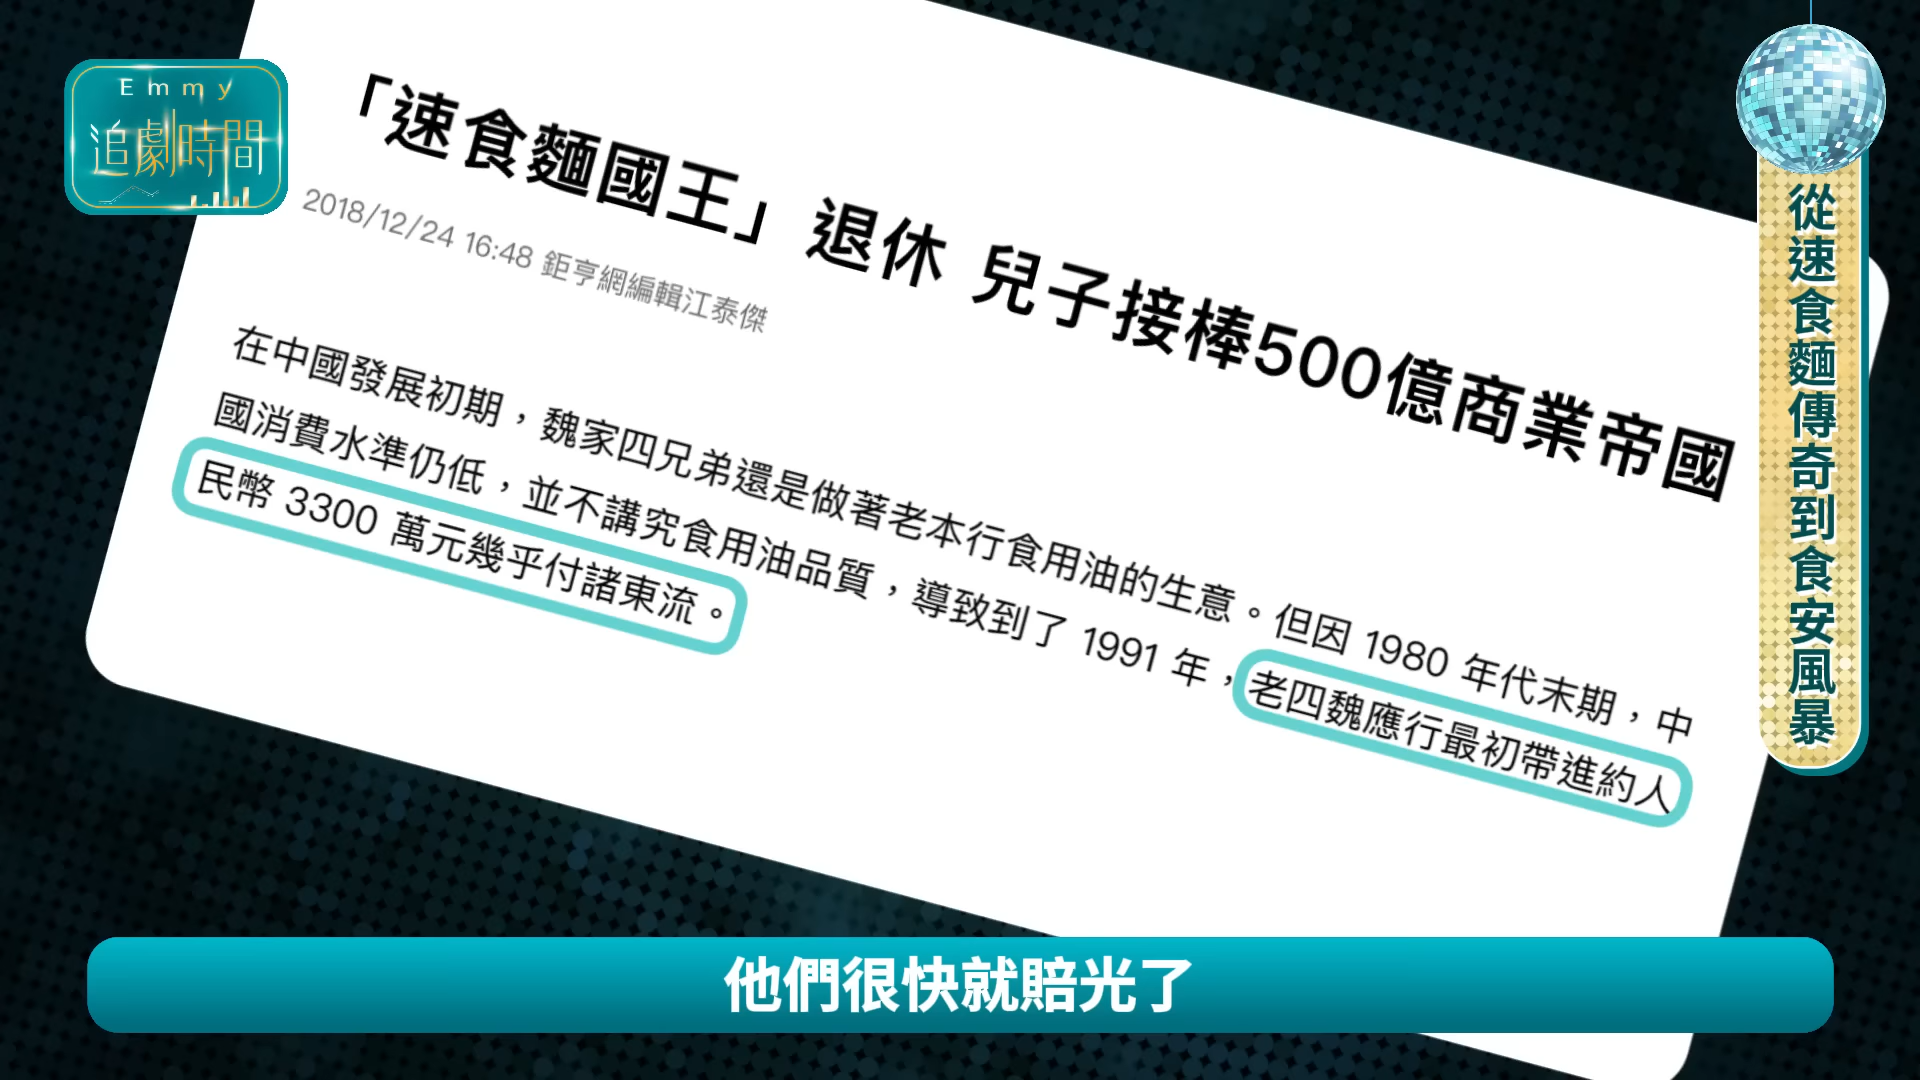 Emmy
追劇時間
「速食麵國王」退休 兒子接棒500億商業帝國
2018/12/24 16:48 鉅亨網編輯江泰傑
在中國發展初期，魏家四兄弟還是做著老本行食用油的生意。但因 1980 年代末期，中
國消費水準仍低，並不講究食用油品質，導致到了 1991 年，老四魏應行最初帶進約人
民幣 3300 萬元幾乎付諸東流。
從速食麵傳奇到食安風暴
他們很快就賠光了